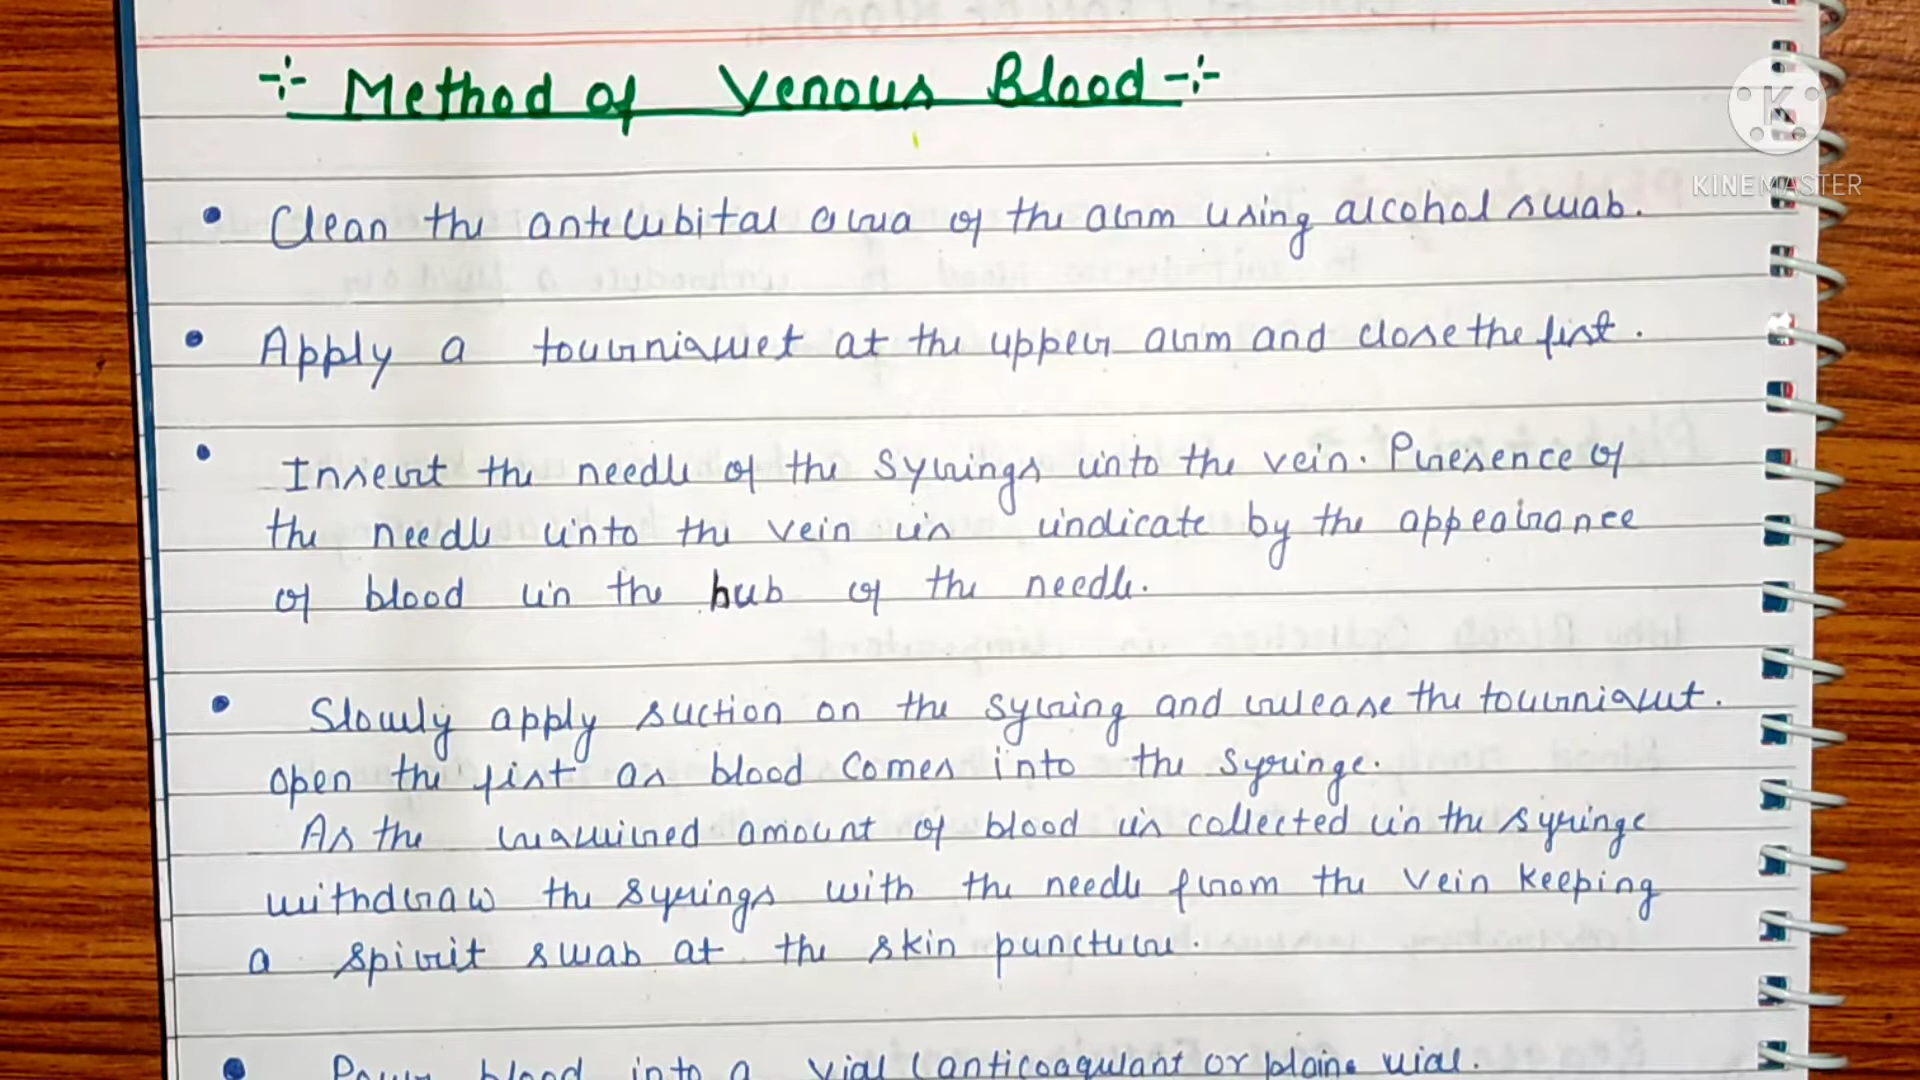 Method of Venous Blood
• Clean the antecubital area of the arm using alcohol swab.
• Apply a tourniquet at the upper arm and close the fist.
• Insert the needle of the syrings into the vein. Presence of
the needle into the vein is indicate by the appearance
of blood in the hub of the needle.
• Slowly apply suction on the syring and release the tourniquet.
open the fist as blood comes into the syringe.
As the required amount of blood is collected in the syringe
withdraw the syrings with the needle from the vein keeping
a spirit swab at the skin puncture.
• Pour blood into a vial (anticoagulant or plain vial.
K
KINEMASTER